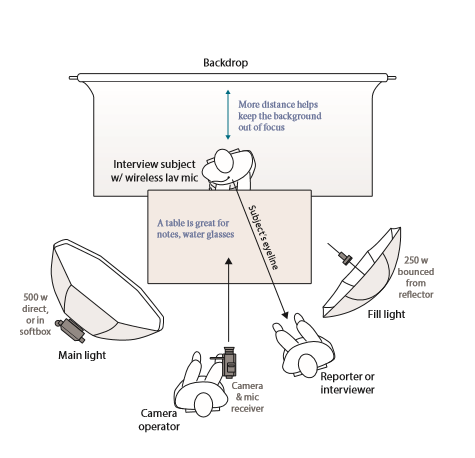 Backdrop
More distance helps
keep the background
out of focus
Interview subject
w/ wireless lav mic
A table is great for
notes, water glasses
Subject's eyeline
500 w
direct,
or in
softbox
Main light
250 w
bounced
from
reflector
Fill light
Reporter or
interviewer
Camera
& mic
receiver
Camera
operator